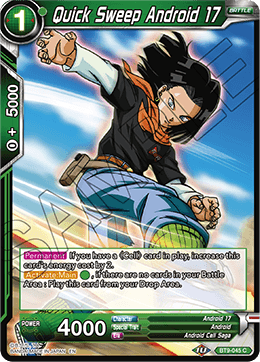 1
Quick Sweep Android 17
BATTLE
+ 5000
SAMPLE
Permanent If you have a 《Cell》 card in play, increase this
card's energy cost by 2.
Activate:Main , if there are no cards in your Battle
Area : Play this card from your Drop Area.
POWER
4000
Character Android 17
Special Trait Android
Era Android Cell Saga
BT9-045 C